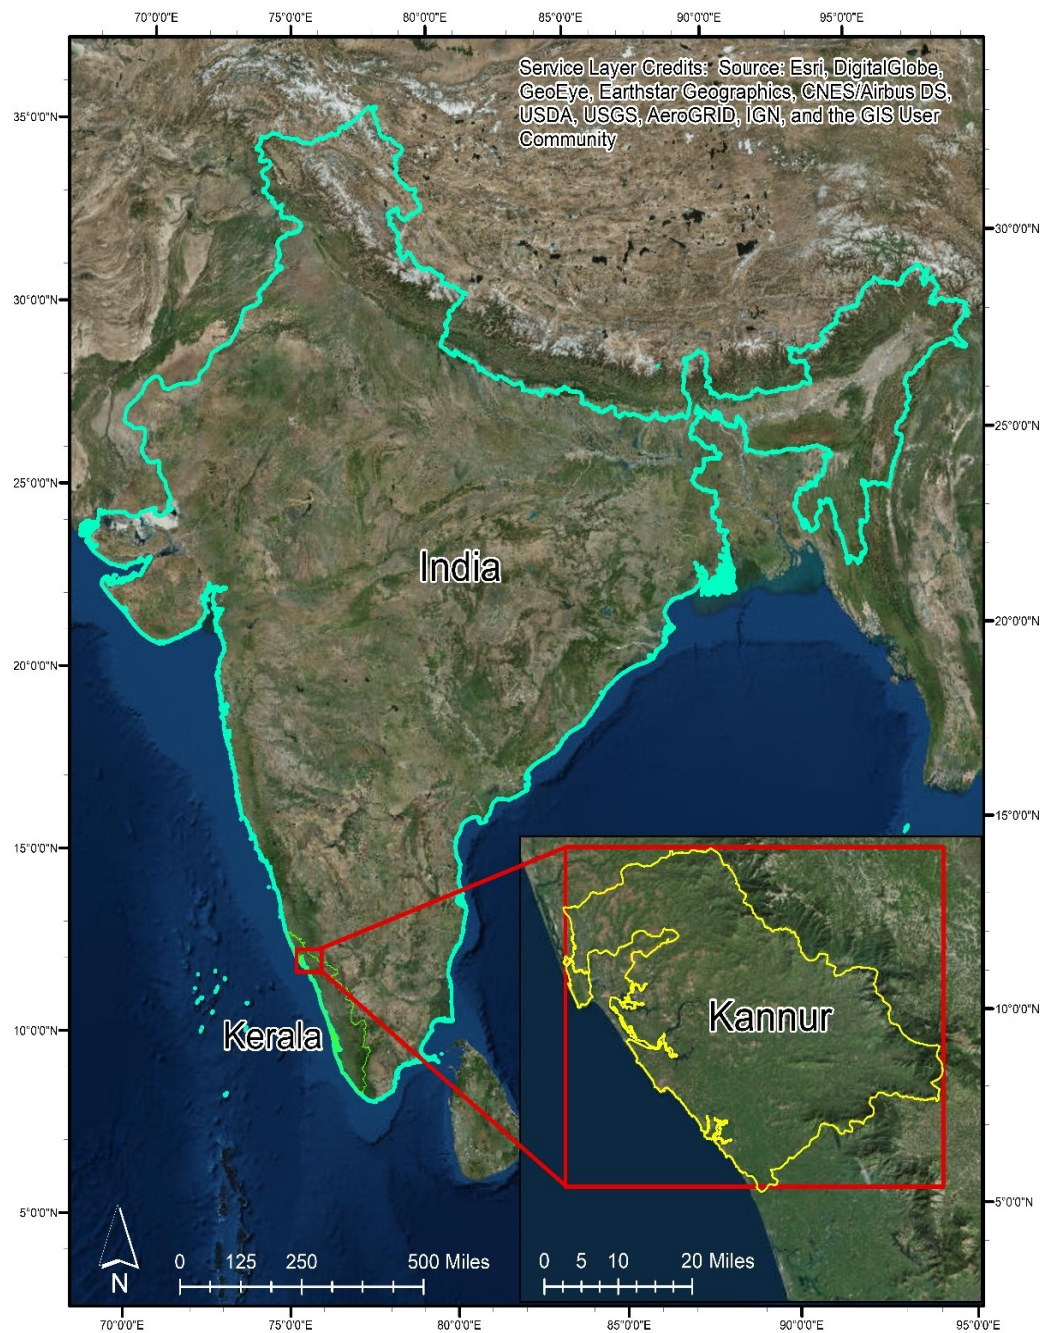 70°0'0"E 75°0'0"E 80°0'0"E 85°0'0"E 90°0'0"E 95°0'0"E
Service Layer Credits: Source: Esri, DigitalGlobe,
GeoEye, Earthstar Geographics, CNES/Airbus DS,
USDA, USGS, AeroGRID, IGN, and the GIS User
Community
35°0'0"N
30°0'0"N
30°0'0"N
25°0'0"N
25°0'0"N
India
20°0'0"N
20°0'0"N
15°0'0"N
15°0'0"N
10°0'0"N
Kannur
10°0'0"N
Kerala
5°0'0"N
5°0'0"N
N
0 125 250 500 Miles
0 5 10 20 Miles
70°0'0"E 75°0'0"E 80°0'0"E 85°0'0"E 90°0'0"E 95°0'0"E